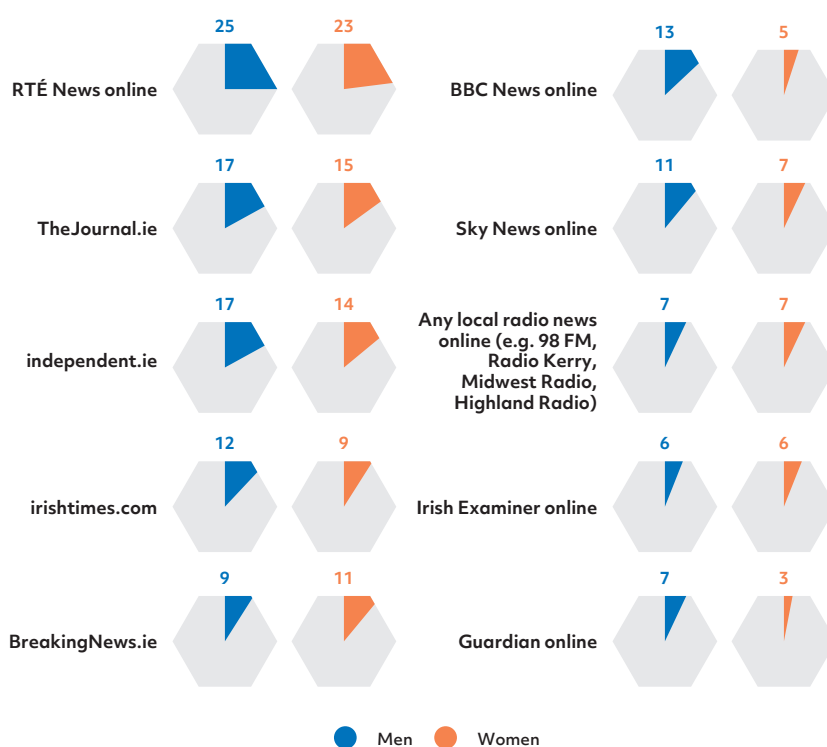 25 23
RTÉ News online
17 15
TheJournal.ie
17 14
independent.ie
12 9
irishtimes.com
9 11
BreakingNews.ie
13 5
BBC News online
11 7
Sky News online
7 7
Any local radio news
online (e.g. 98 FM,
Radio Kerry,
Midwest Radio,
Highland Radio)
6 6
Irish Examiner online
7 3
Guardian online
Men Women